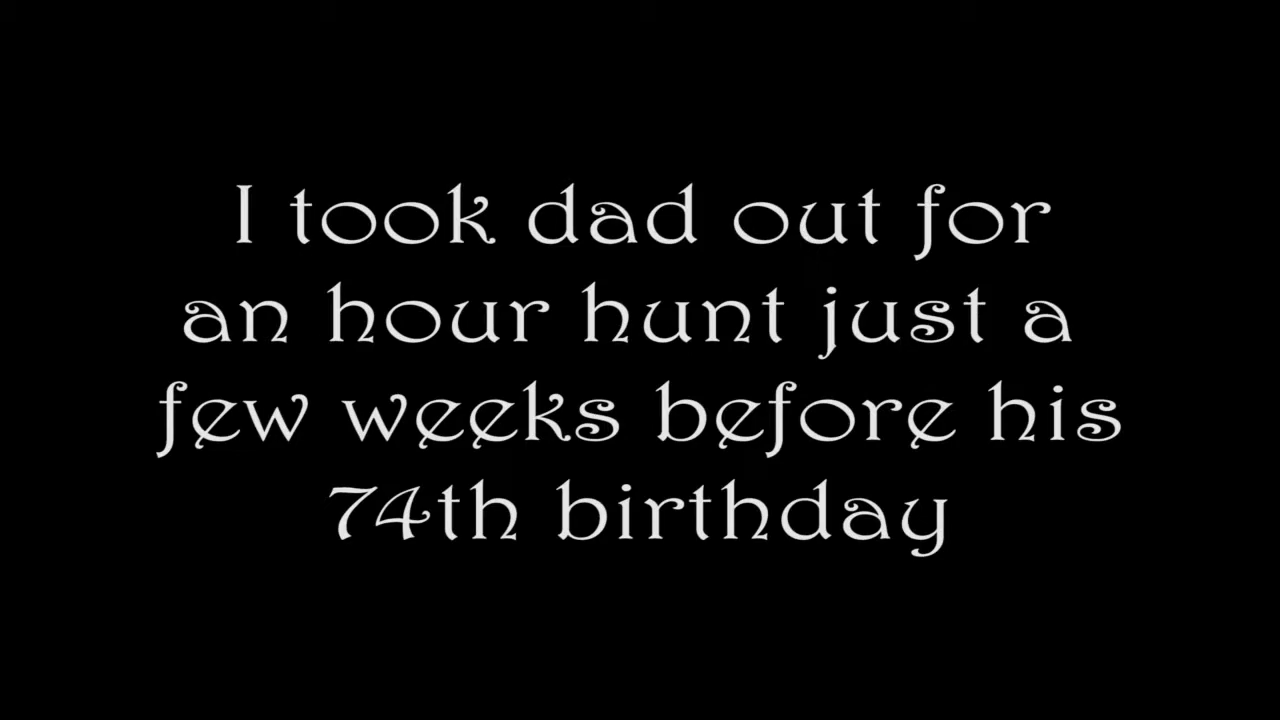 I took dad out for
an hour hunt just a
few weeks before his
74th birthday